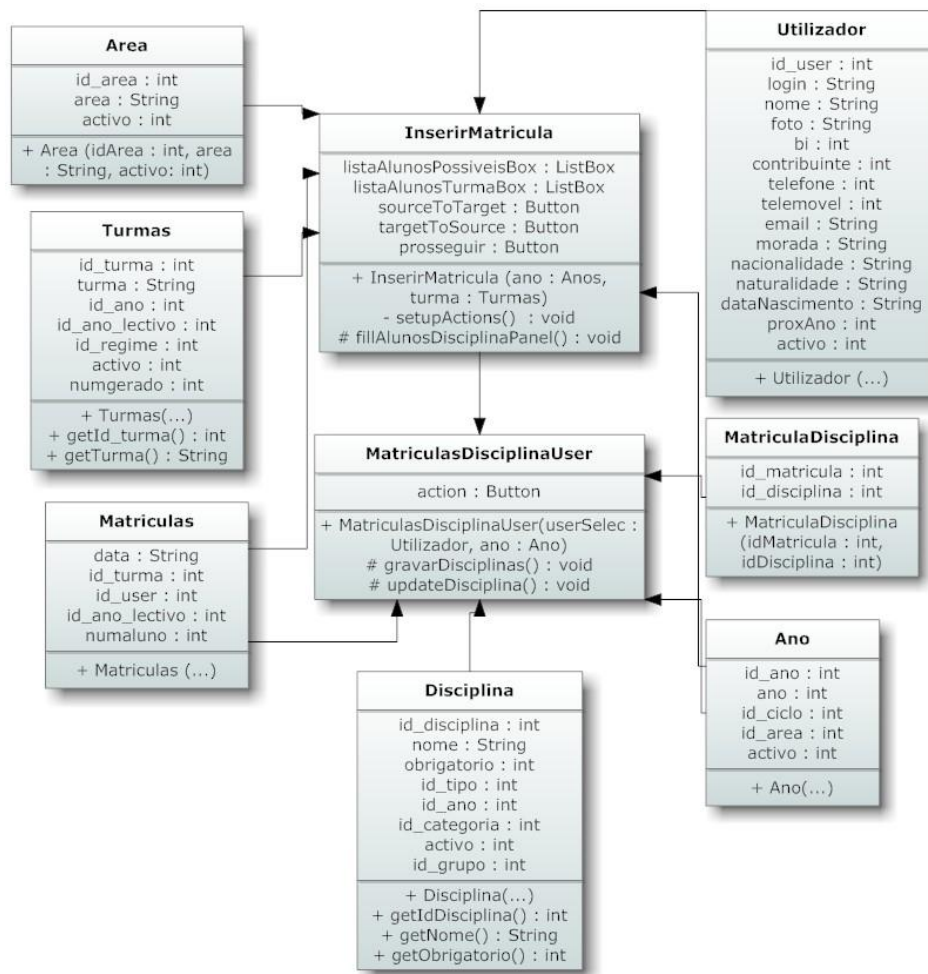 Area
id_area : int
area : String
activo : int
+ Area (idArea : int, area
: String, activo: int)
Turmas
id_turma : int
turma : String
id_ano : int
id_ano_lectivo : int
id_regime : int
activo : int
numgerado : int
+ Turmas(...)
+ getId_turma() : int
+ getTurma() : String
Matriculas
data : String
id_turma : int
id_user : int
id_ano_lectivo : int
numaluno : int
+ Matriculas (...)
InserirMatricula
listaAlunosPossiveisBox : ListBox
listaAlunosTurmaBox : ListBox
sourceToTarget : Button
targetToSource : Button
prosseguir : Button
+ InserirMatricula (ano : Anos,
turma : Turmas)
- setupActions() : void
# fillAlunosDisciplinaPanel() : void
MatriculasDisciplinaUser
action : Button
+ MatriculasDisciplinaUser(userSelec :
Utilizador, ano : Ano)
# gravarDisciplinas() : void
# updateDisciplina() : void
Disciplina
id_disciplina : int
nome : String
obrigatorio : int
id_tipo : int
id_ano : int
id_categoria : int
activo : int
id_grupo : int
+ Disciplina(...)
+ getIdDisciplina() : int
+ getNome() : String
+ getObrigatorio() : int
Utilizador
id_user : int
login : String
nome : String
foto : String
bi : int
contribuinte : int
telefone : int
telemovel : int
email : String
morada : String
nacionalidade : String
naturalidade : String
dataNascimento : String
proxAno : int
activo : int
+ Utilizador (...)
MatriculaDisciplina
id_matricula : int
id_disciplina : int
+ MatriculaDisciplina
(idMatricula : int,
idDisciplina : int)
Ano
id_ano : int
ano : int
id_ciclo : int
id_area : int
activo : int
+ Ano(...)